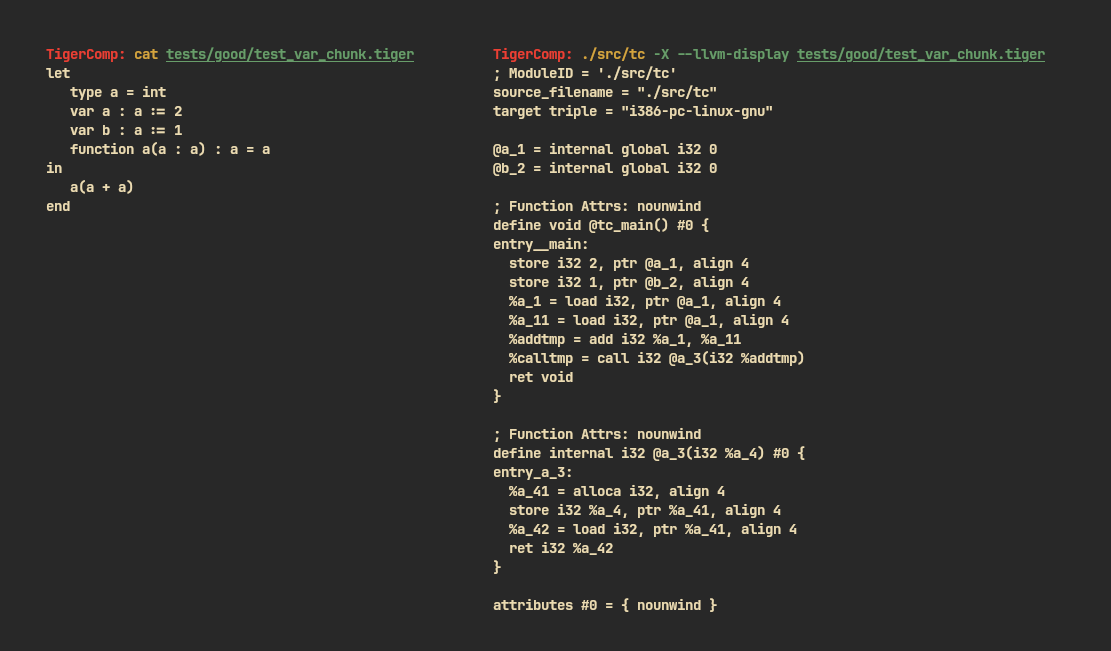 TigerComp: cat tests/good/test_var_chunk.tiger
let
   type a = int
   var a : a := 2
   var b : a := 1
   function a(a : a) : a = a
in
   a(a + a)
end
TigerComp: ./src/tc -X --llvm-display tests/good/test_var_chunk.tiger
; ModuleID = './src/tc'
source_filename = "./src/tc"
target triple = "i386-pc-linux-gnu"

@a_1 = internal global i32 0
@b_2 = internal global i32 0

; Function Attrs: nounwind
define void @tc_main() #0 {
entry__main:
  store i32 2, ptr @a_1, align 4
  store i32 1, ptr @b_2, align 4
  %a_1 = load i32, ptr @a_1, align 4
  %a_11 = load i32, ptr @a_1, align 4
  %addtmp = add i32 %a_1, %a_11
  %calltmp = call i32 @a_3(i32 %addtmp)
  ret void
}

; Function Attrs: nounwind
define internal i32 @a_3(i32 %a_4) #0 {
entry_a_3:
  %a_41 = alloca i32, align 4
  store i32 %a_4, ptr %a_41, align 4
  %a_42 = load i32, ptr %a_41, align 4
  ret i32 %a_42
}

attributes #0 = { nounwind }